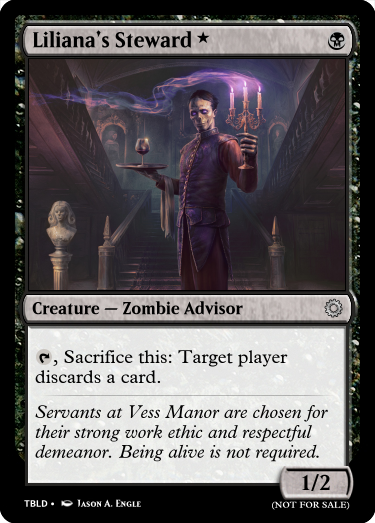 Liliana's Steward ★
Creature — Zombie Advisor
, Sacrifice this: Target player
discards a card.
Servants at Vess Manor are chosen for
their strong work ethic and respectful
demeanor. Being alive is not required.
1/2
TBLD • Jason A. Engle
(NOT FOR SALE)